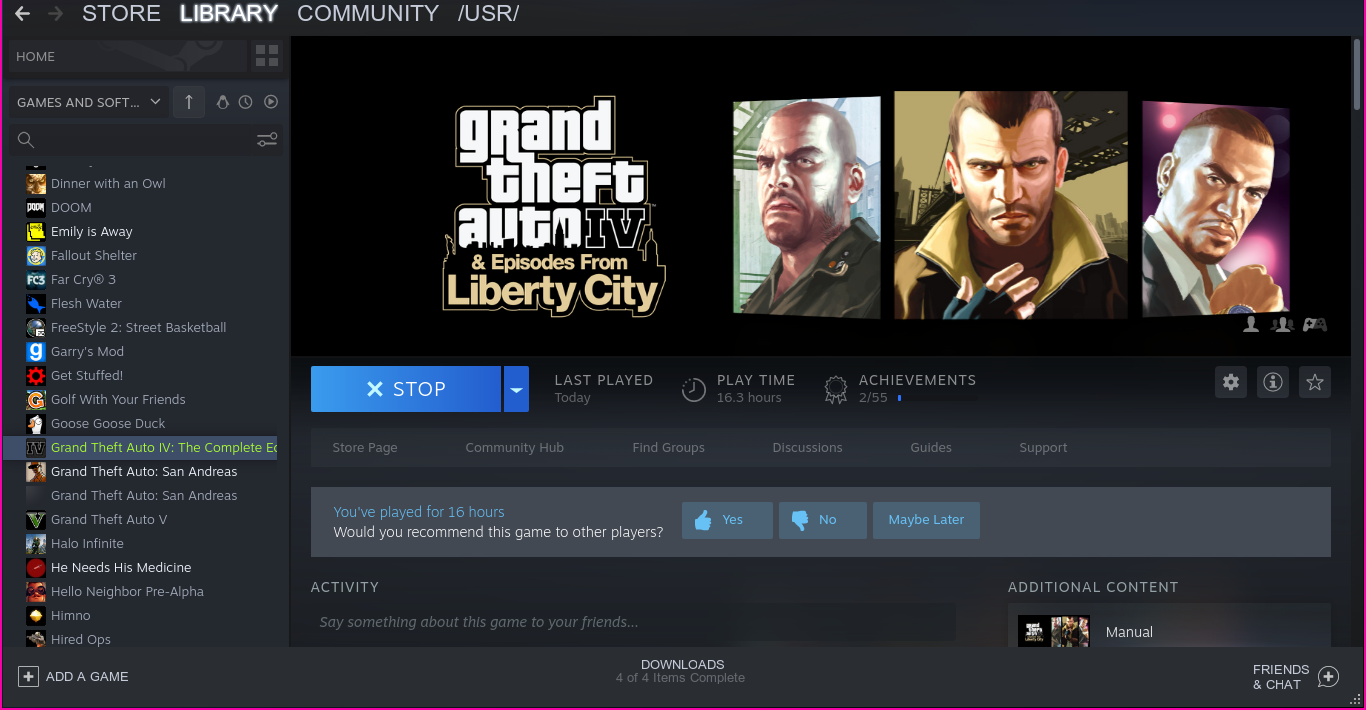 STORE LIBRARY COMMUNITY /USR/
HOME
GAMES AND SOFT...
Dinner with an Owl
DOOM
Emily is Away
Fallout Shelter
Far Cry® 3
Flesh Water
FreeStyle 2: Street Basketball
Garry's Mod
Get Stuffed!
Golf With Your Friends
Goose Goose Duck
Grand Theft Auto IV: The Complete Ed
Grand Theft Auto: San Andreas
Grand Theft Auto: San Andreas
Grand Theft Auto V
Halo Infinite
He Needs His Medicine
Hello Neighbor Pre-Alpha
Himno
Hired Ops
grand
theft
auto IV
& Episodes From
Liberty City
STOP
LAST PLAYED
Today
PLAY TIME
16.3 hours
ACHIEVEMENTS
2/55
Store Page Community Hub Find Groups Discussions Guides Support
You've played for 16 hours
Would you recommend this game to other players?
Yes No Maybe Later
ACTIVITY
Say something about this game to your friends...
ADDITIONAL CONTENT
Manual
ADD A GAME
DOWNLOADS
4 of 4 Items Complete
FRIENDS
& CHAT